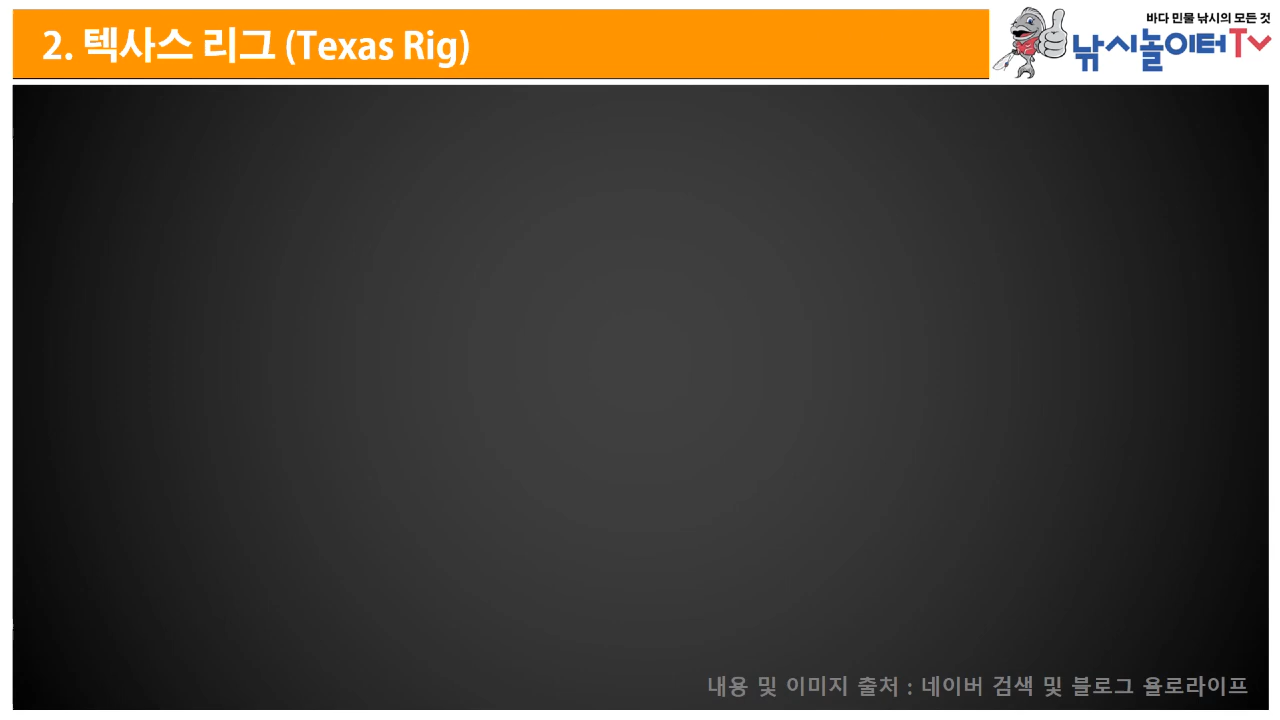 2. 텍사스 리그 (Texas Rig)
바다 민물 낚시의 모든 것
낚시놀이터TV
내용 및 이미지 출처 : 네이버 검색 및 블로그 욜로라이프